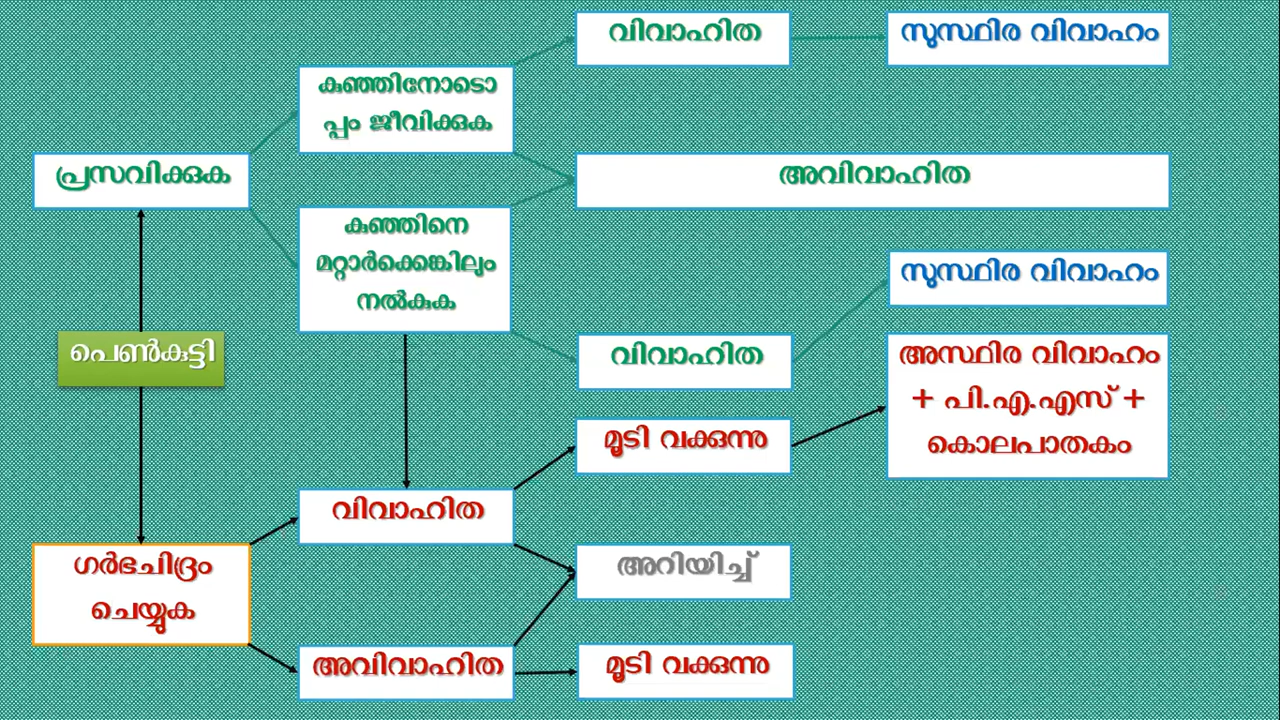 വിവാഹിത
സുസ്ഥിര വിവാഹം
കുഞ്ഞിനോടൊ
പ്പം ജീവിക്കുക
പ്രസവിക്കുക
അവിവാഹിത
കുഞ്ഞിനെ
മറ്റാർക്കെങ്കിലും
നൽകുക
സുസ്ഥിര വിവാഹം
പെൺകുട്ടി
വിവാഹിത
അസ്ഥിര വിവാഹം
+ പി.എ.എസ് +
കൊലപാതകം
മൂടി വക്കുന്നു
വിവാഹിത
ഗർഭചിദ്രം
ചെയ്യുക
അറിയിച്ച്
അവിവാഹിത
മൂടി വക്കുന്നു